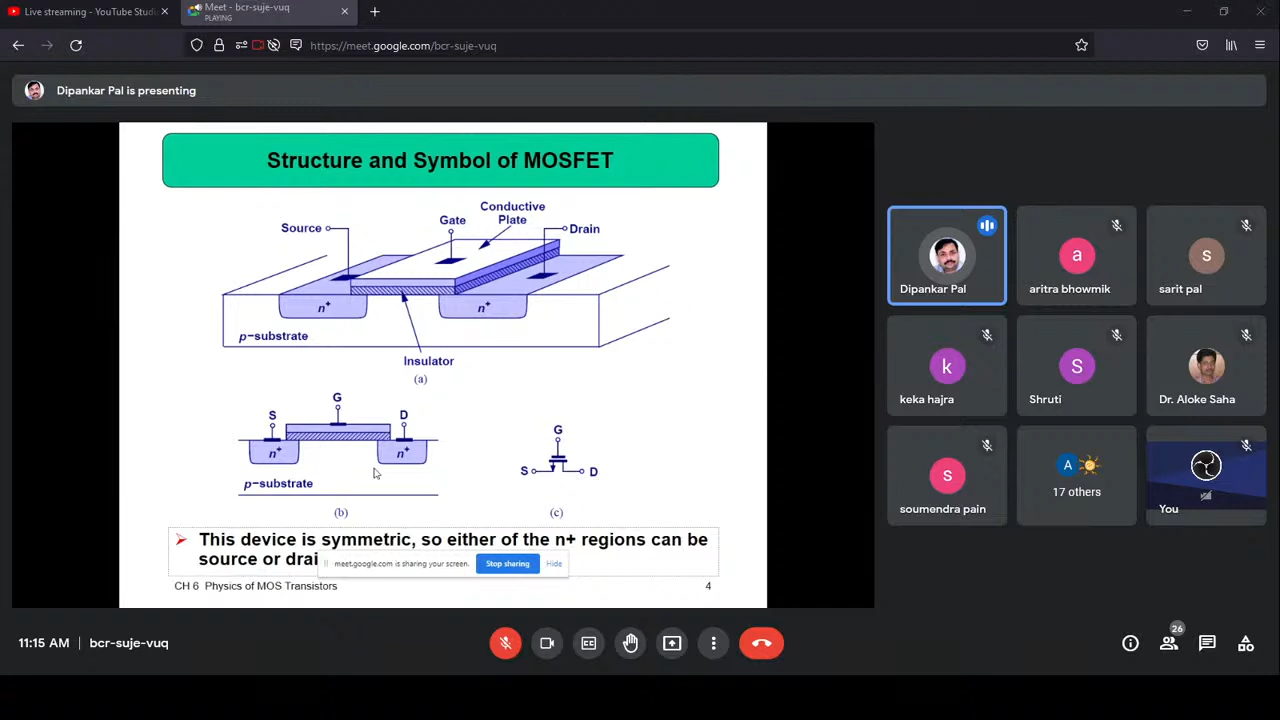 Live streaming - YouTube Studi
Meet - bcr-suje-vuq
PLAYING
https://meet.google.com/bcr-suje-vuq
Dipankar Pal is presenting
Structure and Symbol of MOSFET
Conductive
Plate
Gate
Source
Drain
n+
n+
p−substrate
Insulator
(a)
G
S
D
n+
n+
p−substrate
(b)
G
S
D
(c)
This device is symmetric, so either of the n+ regions can be
source or drai
meet.google.com is sharing your screen.
Stop sharing
Hide
CH 6 Physics of MOS Transistors
4
Dipankar Pal
a
aritra bhowmik
s
sarit pal
k
keka hajra
S
Shruti
Dr. Aloke Saha
s
soumendra pain
A
17 others
You
11:15 AM
bcr-suje-vuq
CC
26